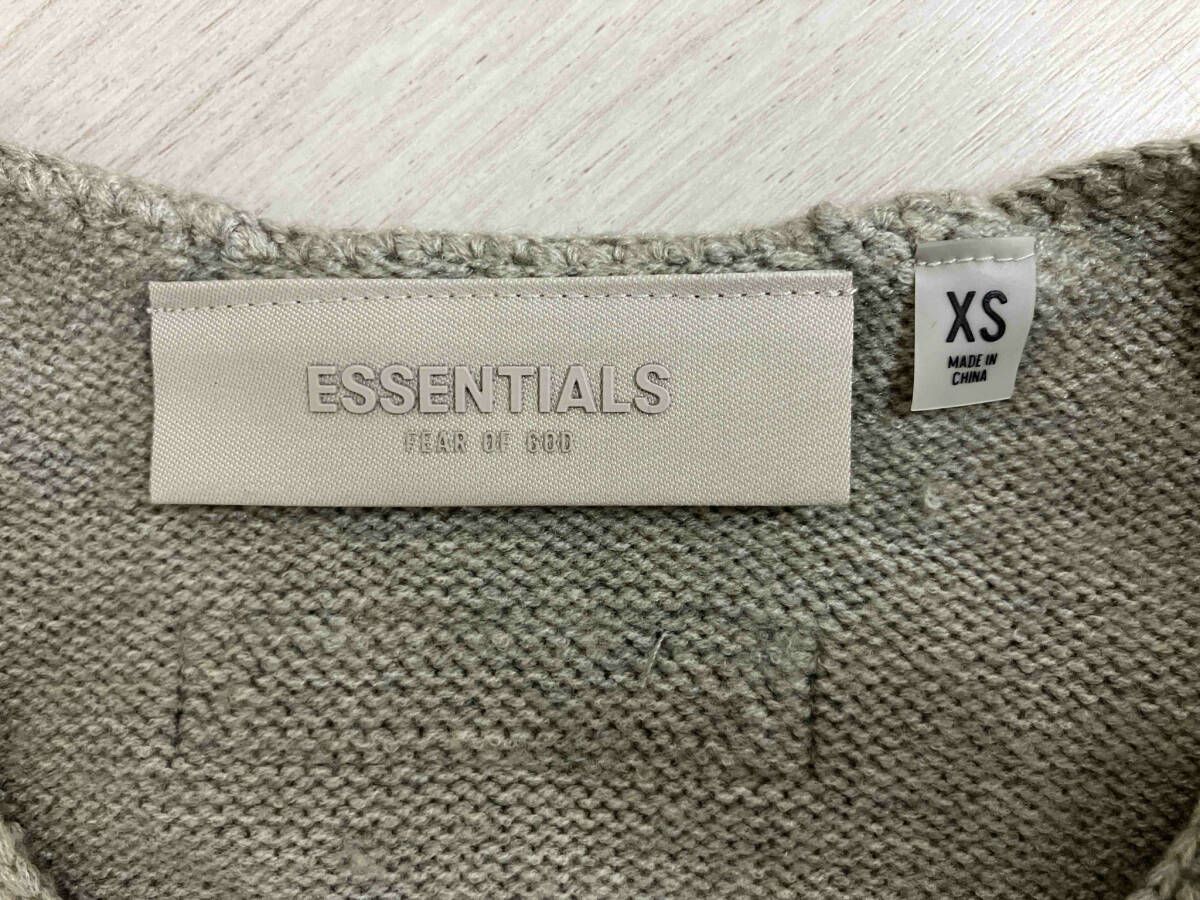 ESSENTIALS
FEAR OF GOD
XS
MADE IN
CHINA